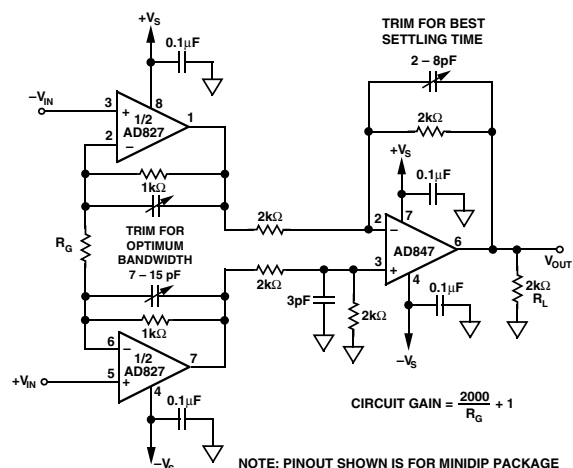 +VS
0.1µF
TRIM FOR BEST
SETTLING TIME
2 – 8pF
–VIN
3
+
8
1/2
AD827
1
2
–
2kΩ
+VS
0.1µF
1kΩ
2kΩ
2
–
7
AD847
6
VOUT
3
+
4
RG
TRIM FOR
OPTIMUM
BANDWIDTH
7 – 15 pF
2kΩ
3pF
2kΩ
0.1µF
2kΩ
RL
1kΩ
–VS
6
–
1/2
AD827
7
+VIN
5
+
4
0.1µF
–VS
CIRCUIT GAIN = 2000/RG + 1
NOTE: PINOUT SHOWN IS FOR MINIDIP PACKAGE